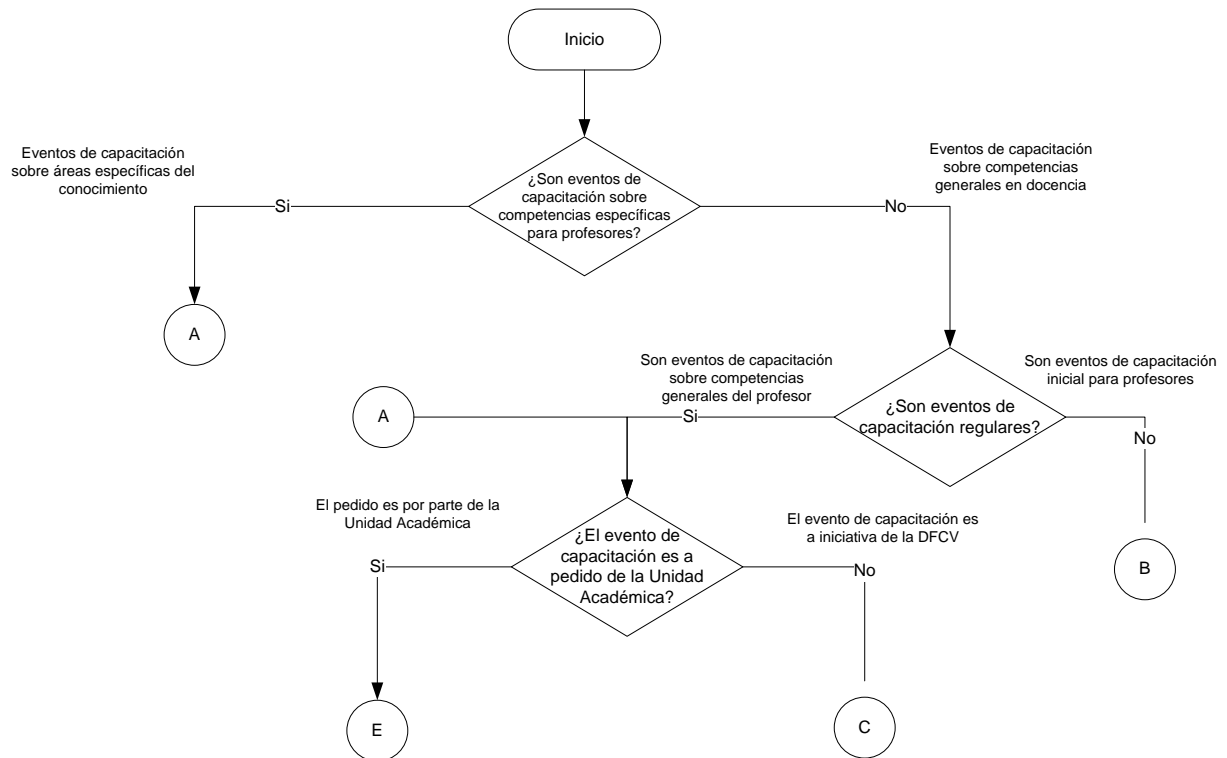 Inicio
Eventos de capacitación
sobre áreas específicas del
conocimiento
¿Son eventos de
capacitación sobre
competencias específicas
para profesores?
Eventos de capacitación
sobre competencias
generales en docencia
Si
No
A
Son eventos de capacitación
sobre competencias
generales del profesor
Son eventos de capacitación
inicial para profesores
¿Son eventos de
capacitación regulares?
A
Si
No
El pedido es por parte de la
Unidad Académica
¿El evento de
capacitación es a
pedido de la Unidad
Académica?
El evento de capacitación es
a iniciativa de la DFCV
Si
No
B
E
C